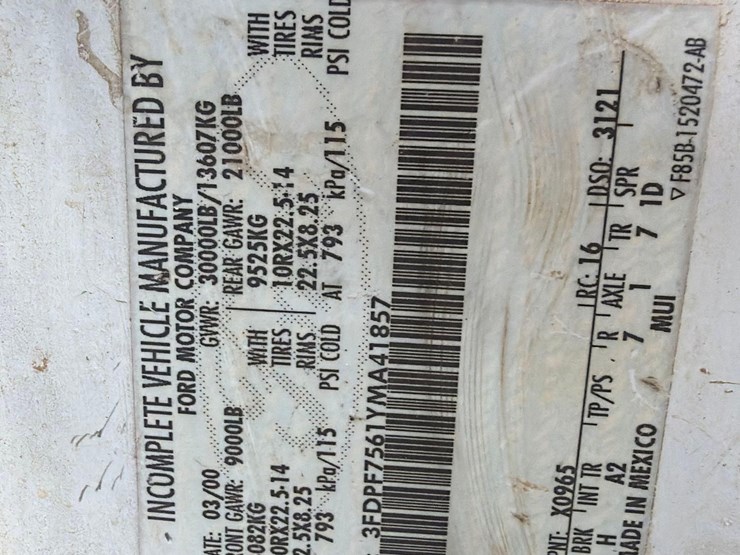 INCOMPLETE VEHICLE MANUFACTURED BY
FORD MOTOR COMPANY
ATE: 03/00 GVWR: 30000LB/13607KG
ONT GAWR: 9000LB REAR GAWR: 21000LB
082KG WITH 9525KG WITH
0RX22.5-14 TIRES 10RX22.5-14 TIRES
2.5X8.25 RIMS 22.5X8.25 RIMS
793 kPa/115 PSI COLD AT 793 kPa/115 PSI COLD
3FDPF7561YMA41857
PNT: X0965 RC: 16 DSO: 3121
BRK INT TR TP/PS R AXLE TR SPR
H A2 7 1 7 1D
ADE IN MEXICO MUI
▽ F85B-1520472-AB